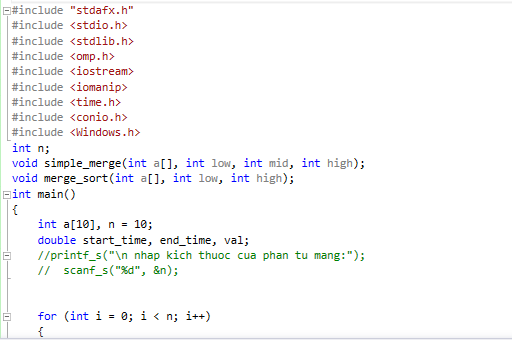 #include "stdafx.h"
#include <stdio.h>
#include <stdlib.h>
#include <omp.h>
#include <iostream>
#include <iomanip>
#include <time.h>
#include <conio.h>
#include <Windows.h>
int n;
void simple_merge(int a[], int low, int mid, int high);
void merge_sort(int a[], int low, int high);
int main()
{
    int a[10], n = 10;
    double start_time, end_time, val;
    //printf_s("\n nhap kich thuoc cua phan tu mang:");
    //  scanf_s("%d", &n);
    for (int i = 0; i < n; i++)
    {